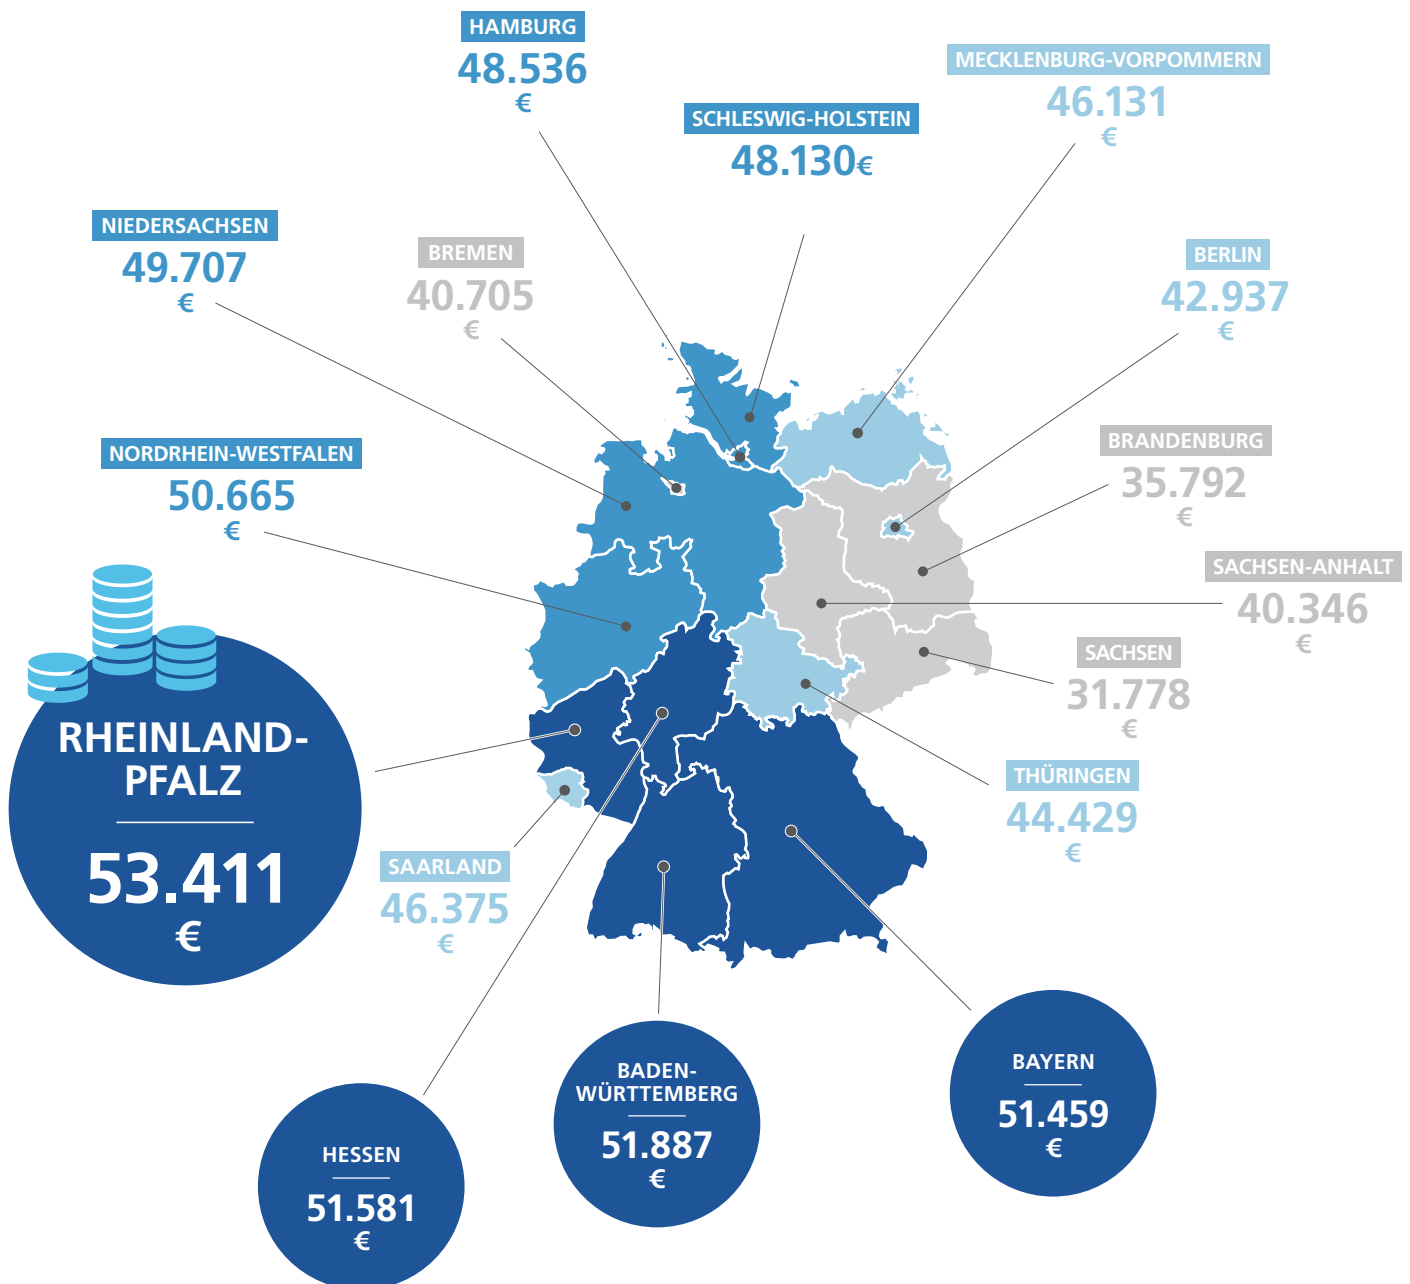 HAMBURG
48.536
€
MECKLENBURG-VORPOMMERN
46.131
€
SCHLESWIG-HOLSTEIN
48.130€
NIEDERSACHSEN
49.707
€
BREMEN
40.705
€
BERLIN
42.937
€
NORDRHEIN-WESTFALEN
50.665
€
BRANDENBURG
35.792
€
SACHSEN-ANHALT
40.346
€
SACHSEN
31.778
€
RHEINLAND-
PFALZ
53.411
€
THÜRINGEN
44.429
€
SAARLAND
46.375
€
HESSEN
51.581
€
BADEN-
WÜRTTEMBERG
51.887
€
BAYERN
51.459
€